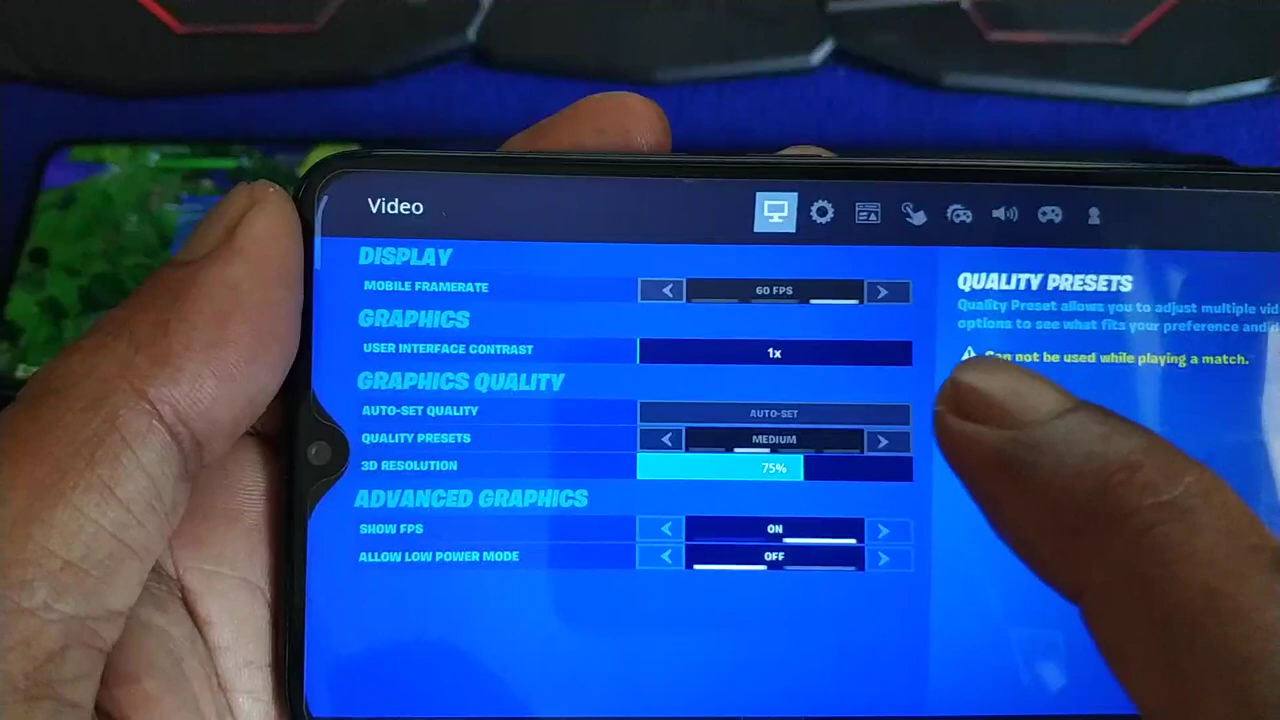 Video
DISPLAY
MOBILE FRAMERATE
60 FPS
GRAPHICS
USER INTERFACE CONTRAST
1x
GRAPHICS QUALITY
AUTO-SET QUALITY
AUTO-SET
QUALITY PRESETS
MEDIUM
3D RESOLUTION
75%
ADVANCED GRAPHICS
SHOW FPS
ON
ALLOW LOW POWER MODE
OFF
QUALITY PRESETS
Quality Preset allows you to adjust multiple vid
options to see what fits your preference and
Can not be used while playing a match.